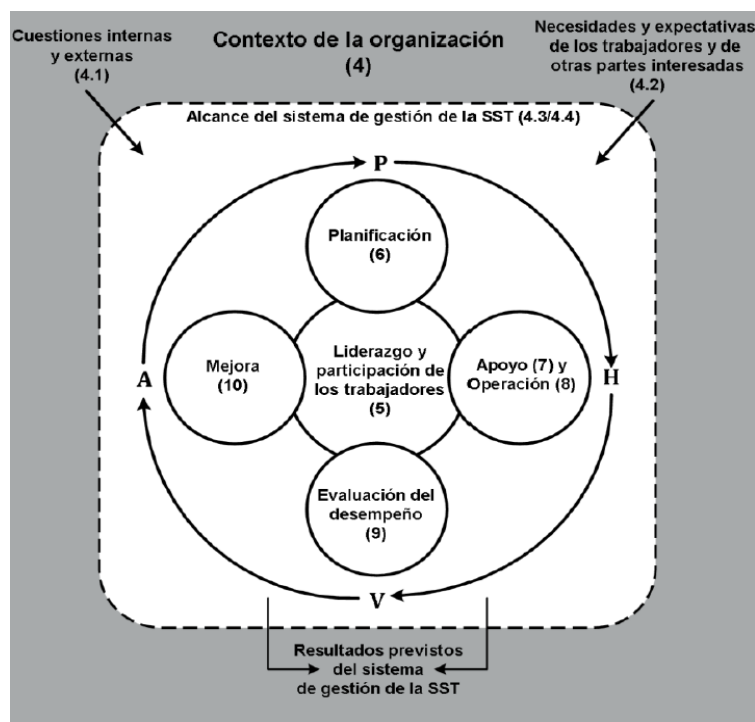 Cuestiones internas
y externas
(4.1)
Contexto de la organización
(4)
Necesidades y expectativas
de los trabajadores y de
otras partes interesadas
(4.2)
Alcance del sistema de gestión de la SST (4.3/4.4)
P
Planificación
(6)
A
Mejora
(10)
Liderazgo y
participación de
los trabajadores
(5)
Apoyo (7) y
Operación (8)
H
Evaluación del
desempeño
(9)
V
Resultados previstos
del sistema
de gestión de la SST